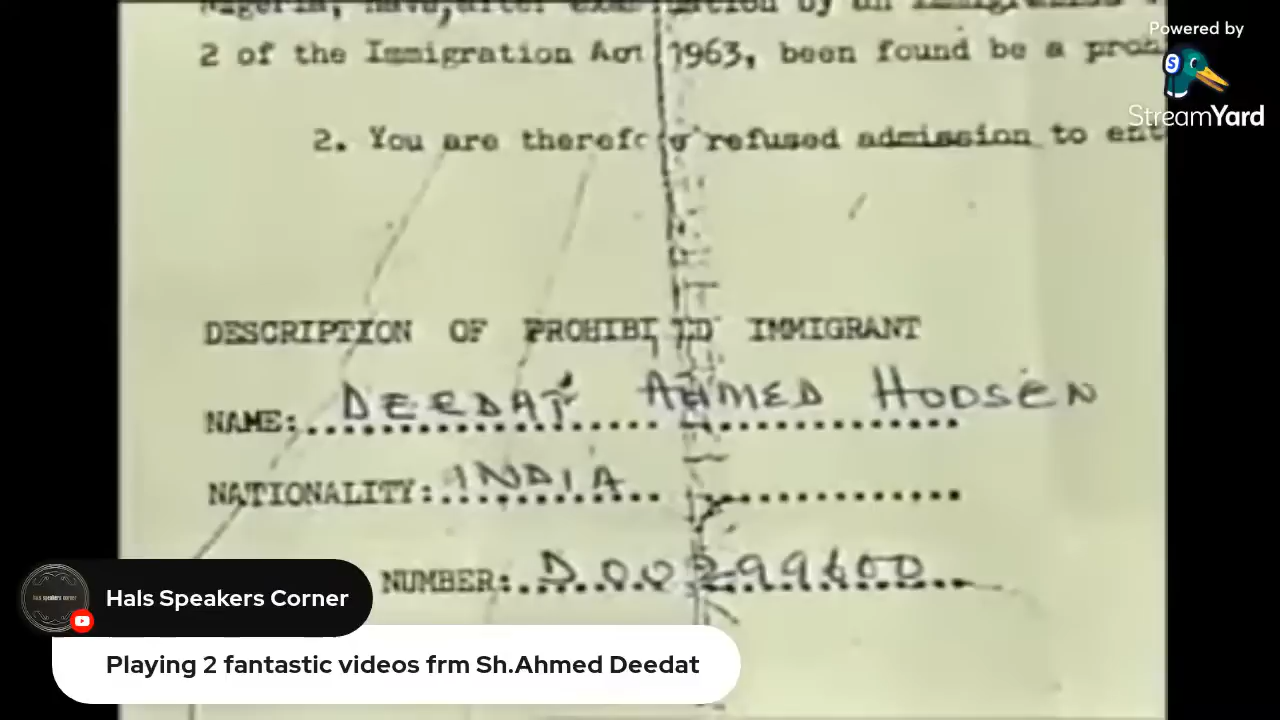 2 of the Immigration Act 1963, been found be a
2. You are refused admission to
DESCRIPTION OF PROHIBITED IMMIGRANT
NAME: DEEDAT AHMED HOOSEN
NATIONALITY: INDIA
NUMBER: D.00299600
Powered by
StreamYard
Hals Speakers Corner
Playing 2 fantastic videos frm Sh.Ahmed Deedat